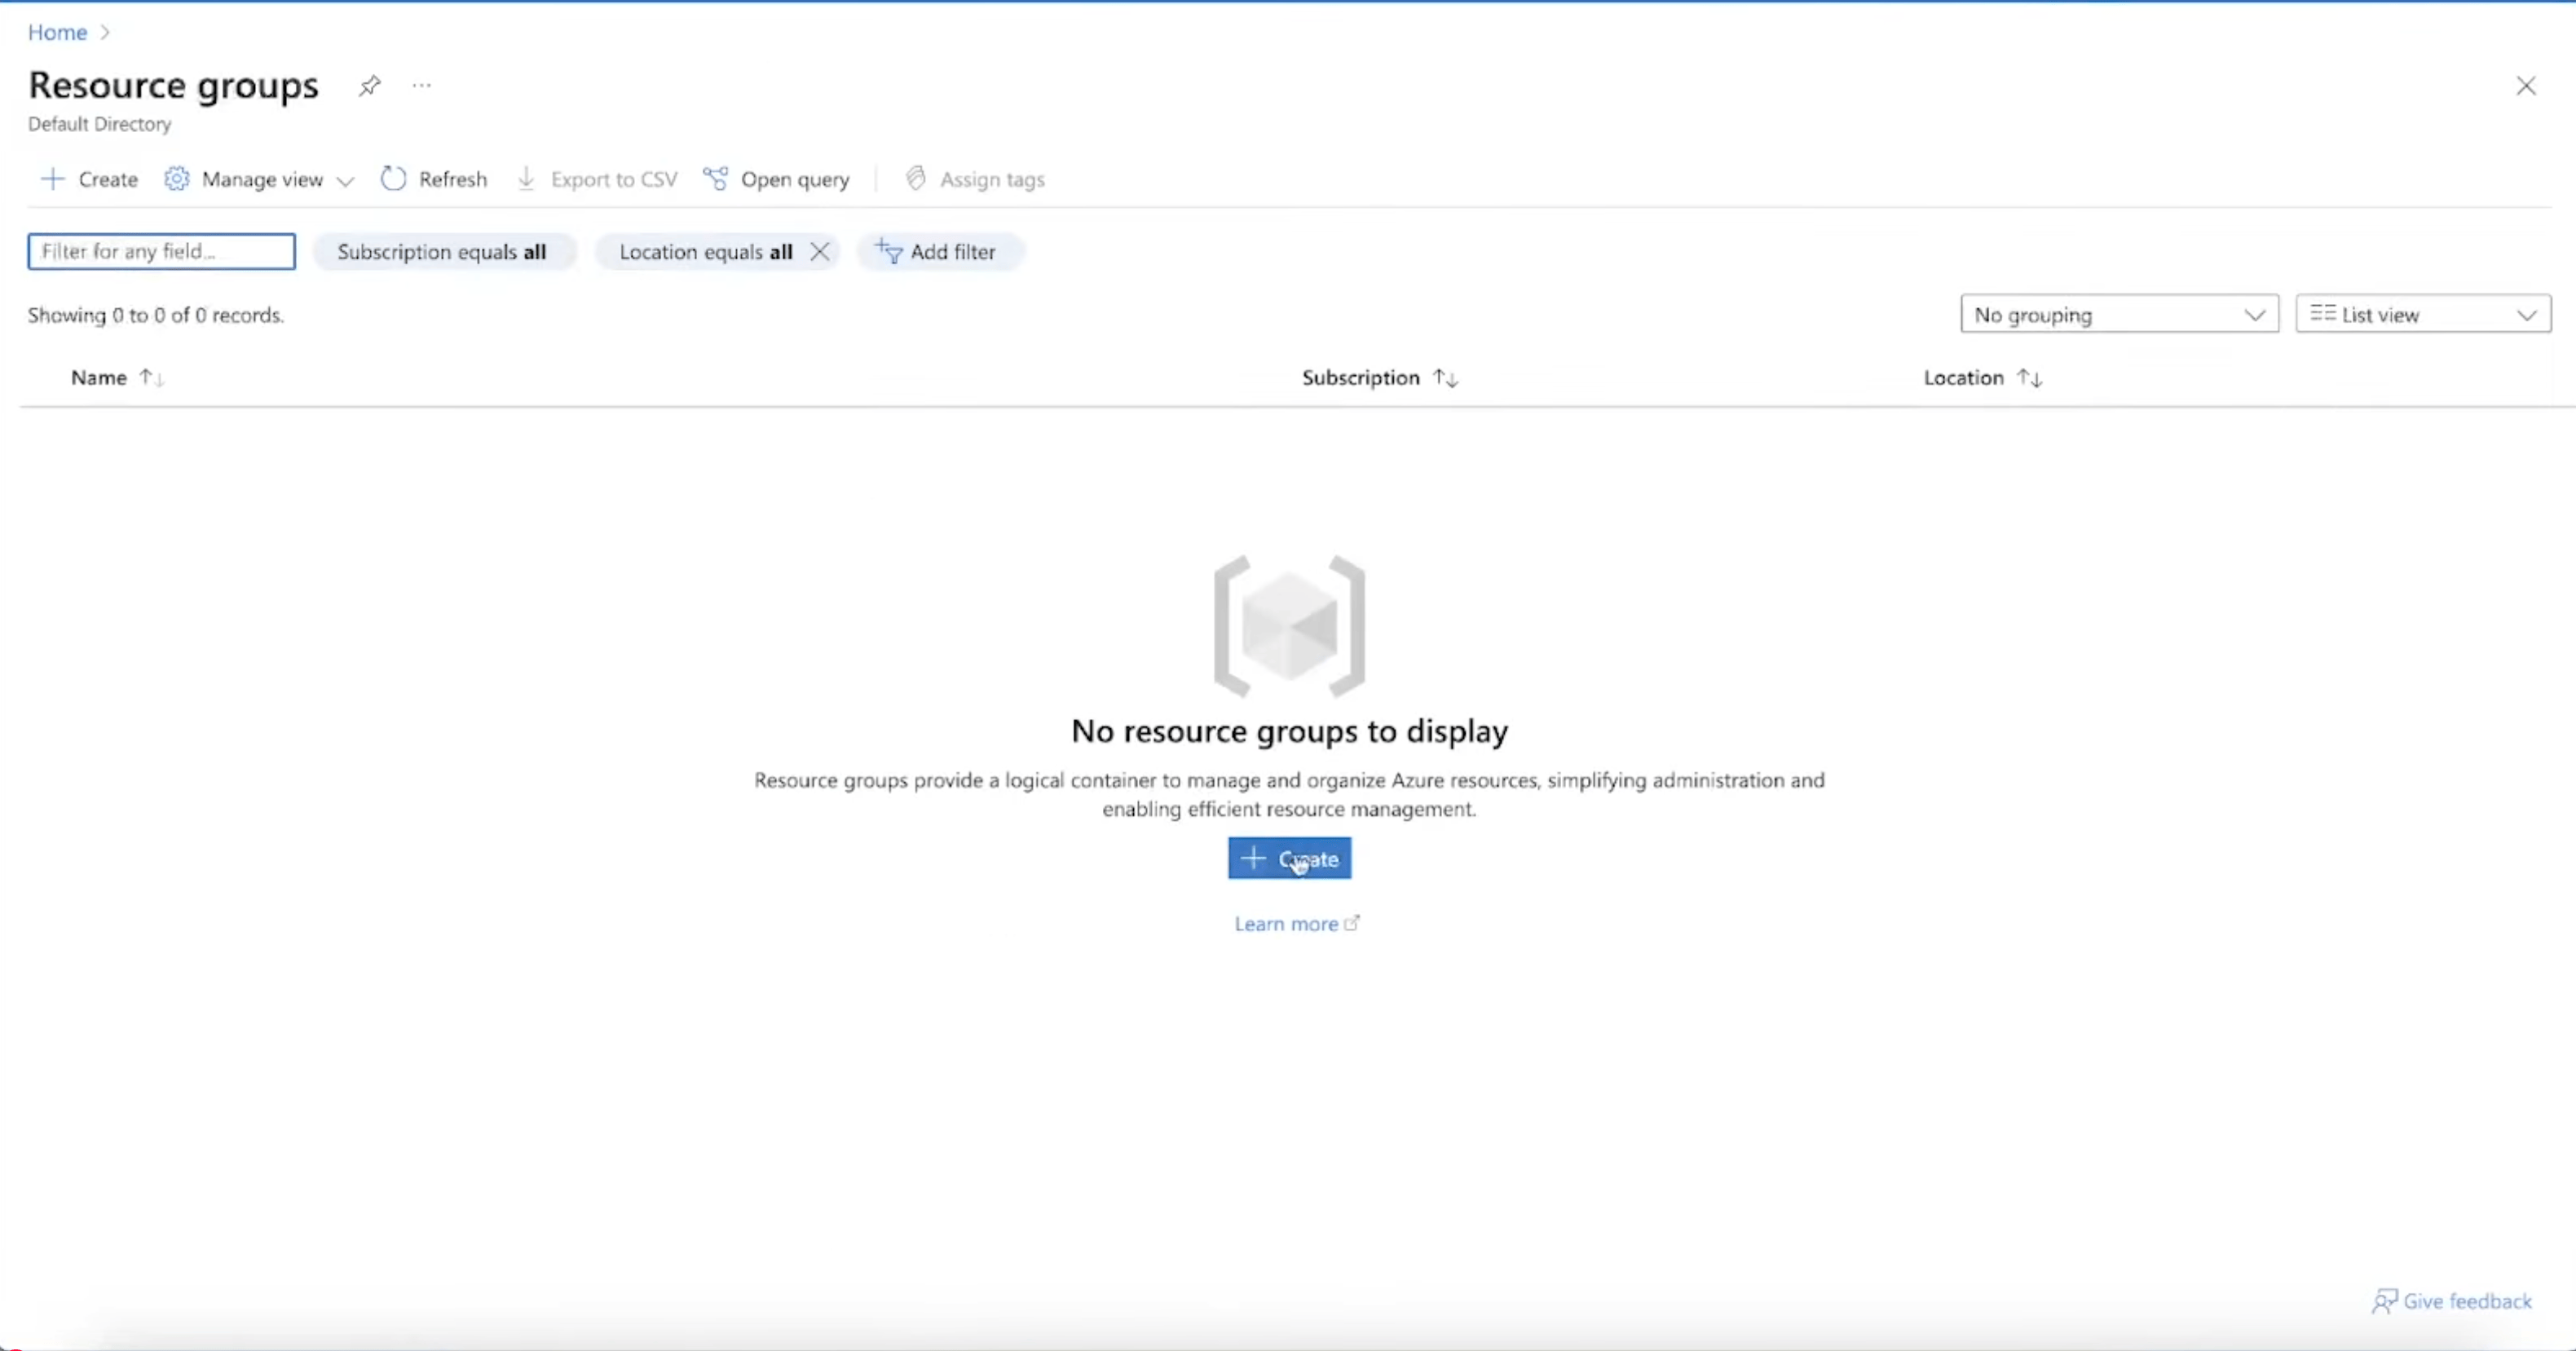 Home
Resource groups
Default Directory
Create Manage view Refresh Export to CSV Open query Assign tags
Filter for any field... Subscription equals all Location equals all Add filter
Showing 0 to 0 of 0 records. No grouping List view
Name Subscription Location
No resource groups to display
Resource groups provide a logical container to manage and organize Azure resources, simplifying administration and
enabling efficient resource management.
Create
Learn more
Give feedback